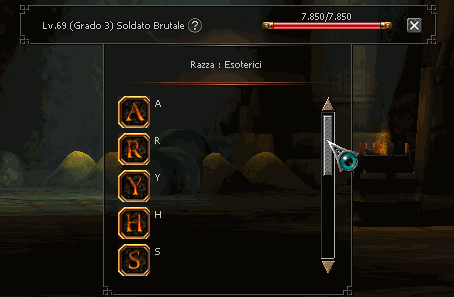 Lv.69 (Grado 3) Soldato Brutale ?
7.850/7.850
Razza : Esoterici
A A
R R
Y Y
H H
S S